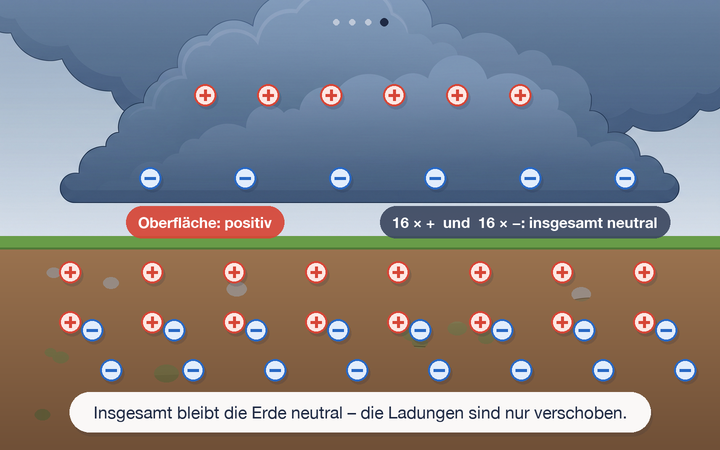 Oberfläche: positiv
16 × + und 16 × −: insgesamt neutral
Insgesamt bleibt die Erde neutral – die Ladungen sind nur verschoben.